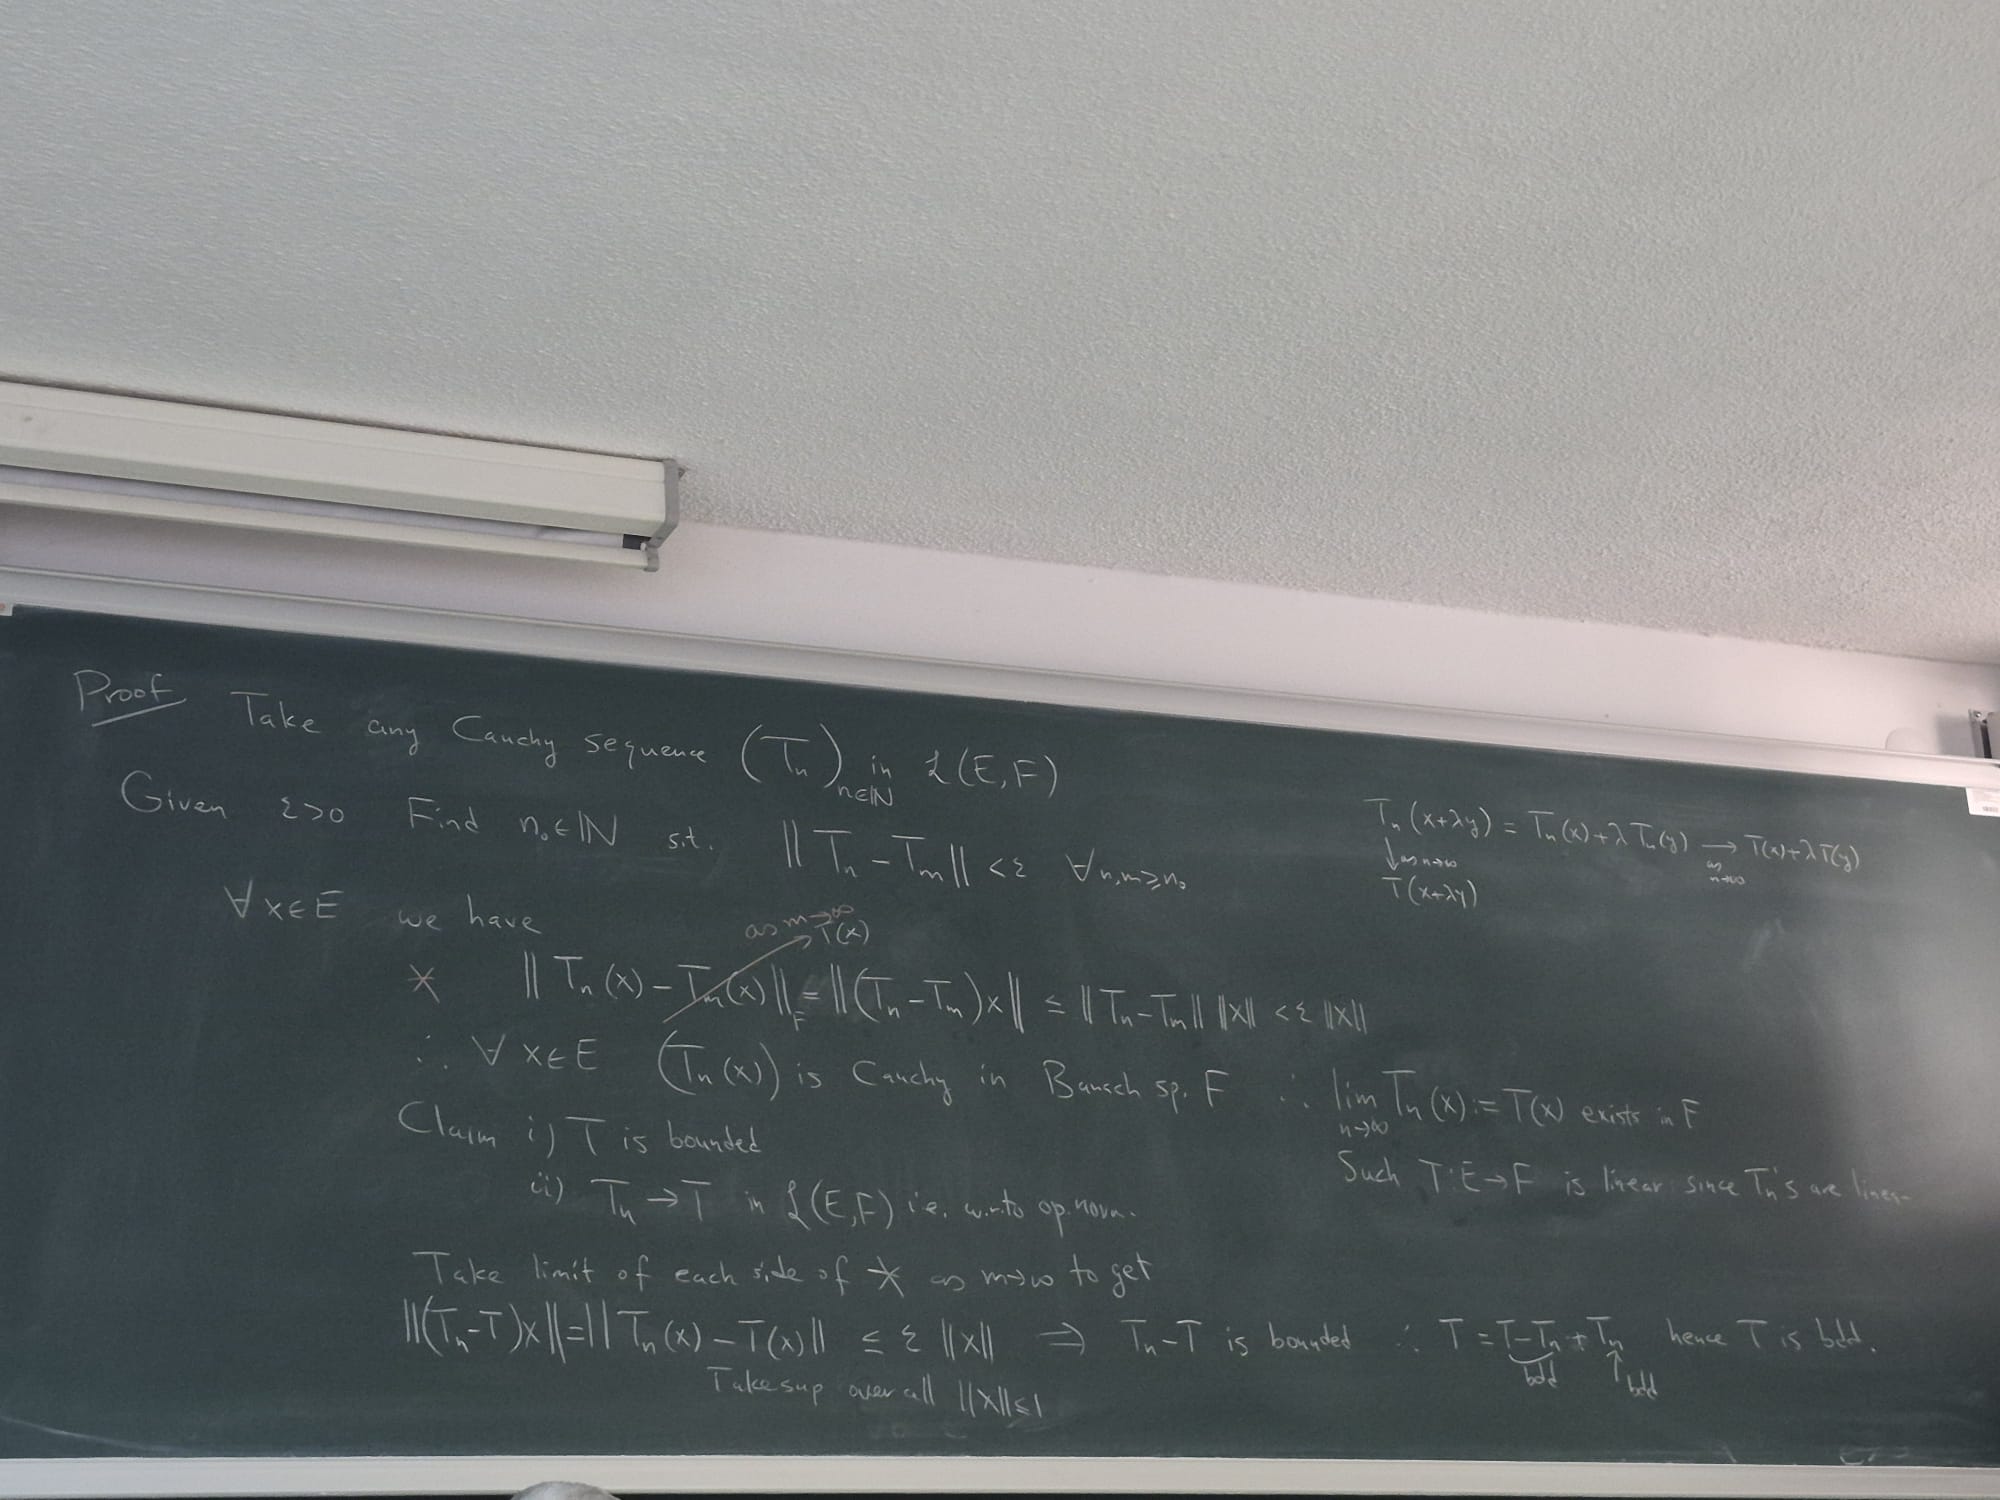 Proof Take any Cauchy sequence (Tₙ)ₙ∈ℕ in ℒ(E,F)
Given ε>0 Find n₀∈ℕ s.t. ||Tₙ-Tₘ|| <ε ∀n,m≥n₀
∀x∈E we have
as m→∞
T(x)
* ||Tₙ(x)-Tₘ(x)||_F = ||(Tₙ-Tₘ)x|| ≤ ||Tₙ-Tₘ|| ||x|| <ε ||x||
∴ ∀x∈E (Tₙ(x)) is Cauchy in Banach sp. F ∴ lim Tₙ(x) := T(x) exists in F
n→∞
Claim i) T is bounded
ii) Tₙ→T in ℒ(E,F) i.e. w.r.to op. norm.
Take limit of each side of * as m→∞ to get
||(Tₙ-T)x|| = ||Tₙ(x)-T(x)|| ≤ ε ||x|| ⇒ Tₙ-T is bounded ∴ T = T-Tₙ + Tₙ hence T is bdd.
bdd ↑ bdd
Take sup over all ||x||≤1
Tₙ(x+λy) = Tₙ(x)+λTₙ(y) → T(x)+λT(y)
↓ as n→∞ as n→∞
T(x+λy)
Such T:E→F is linear since Tₙ's are linear